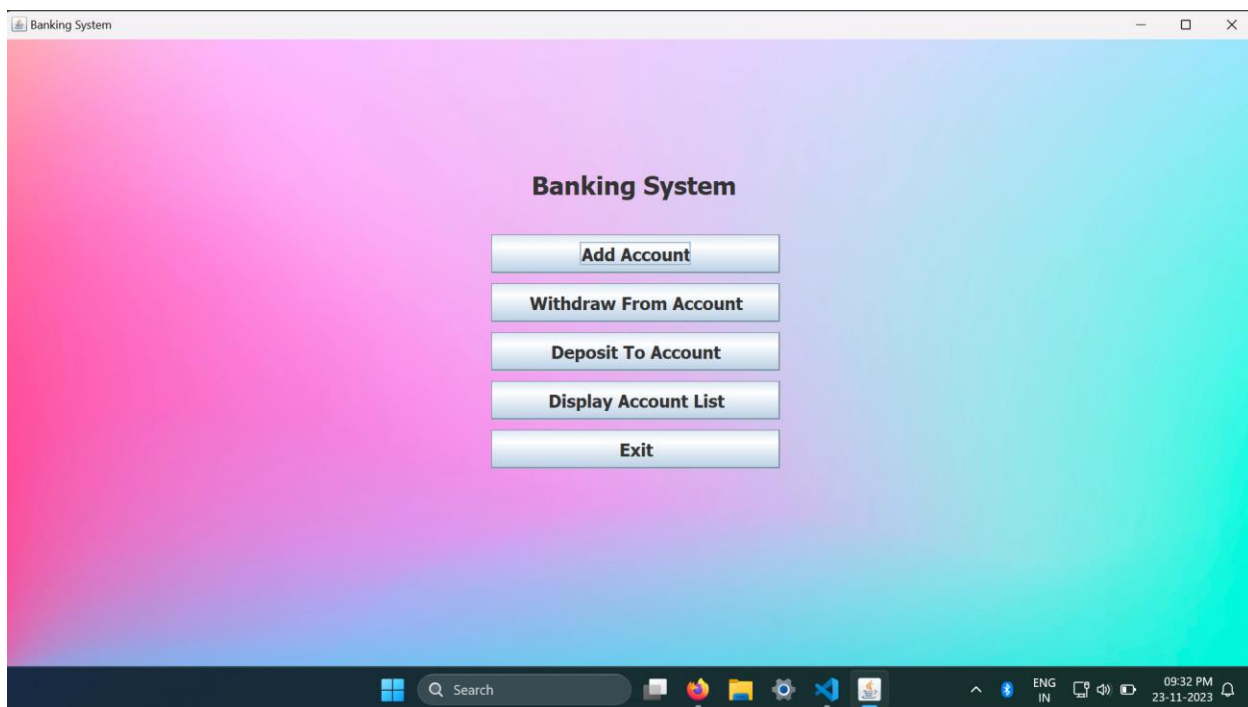 Banking System
Banking System
Add Account
Withdraw From Account
Deposit To Account
Display Account List
Exit
Search
ENG
IN
09:32 PM
23-11-2023